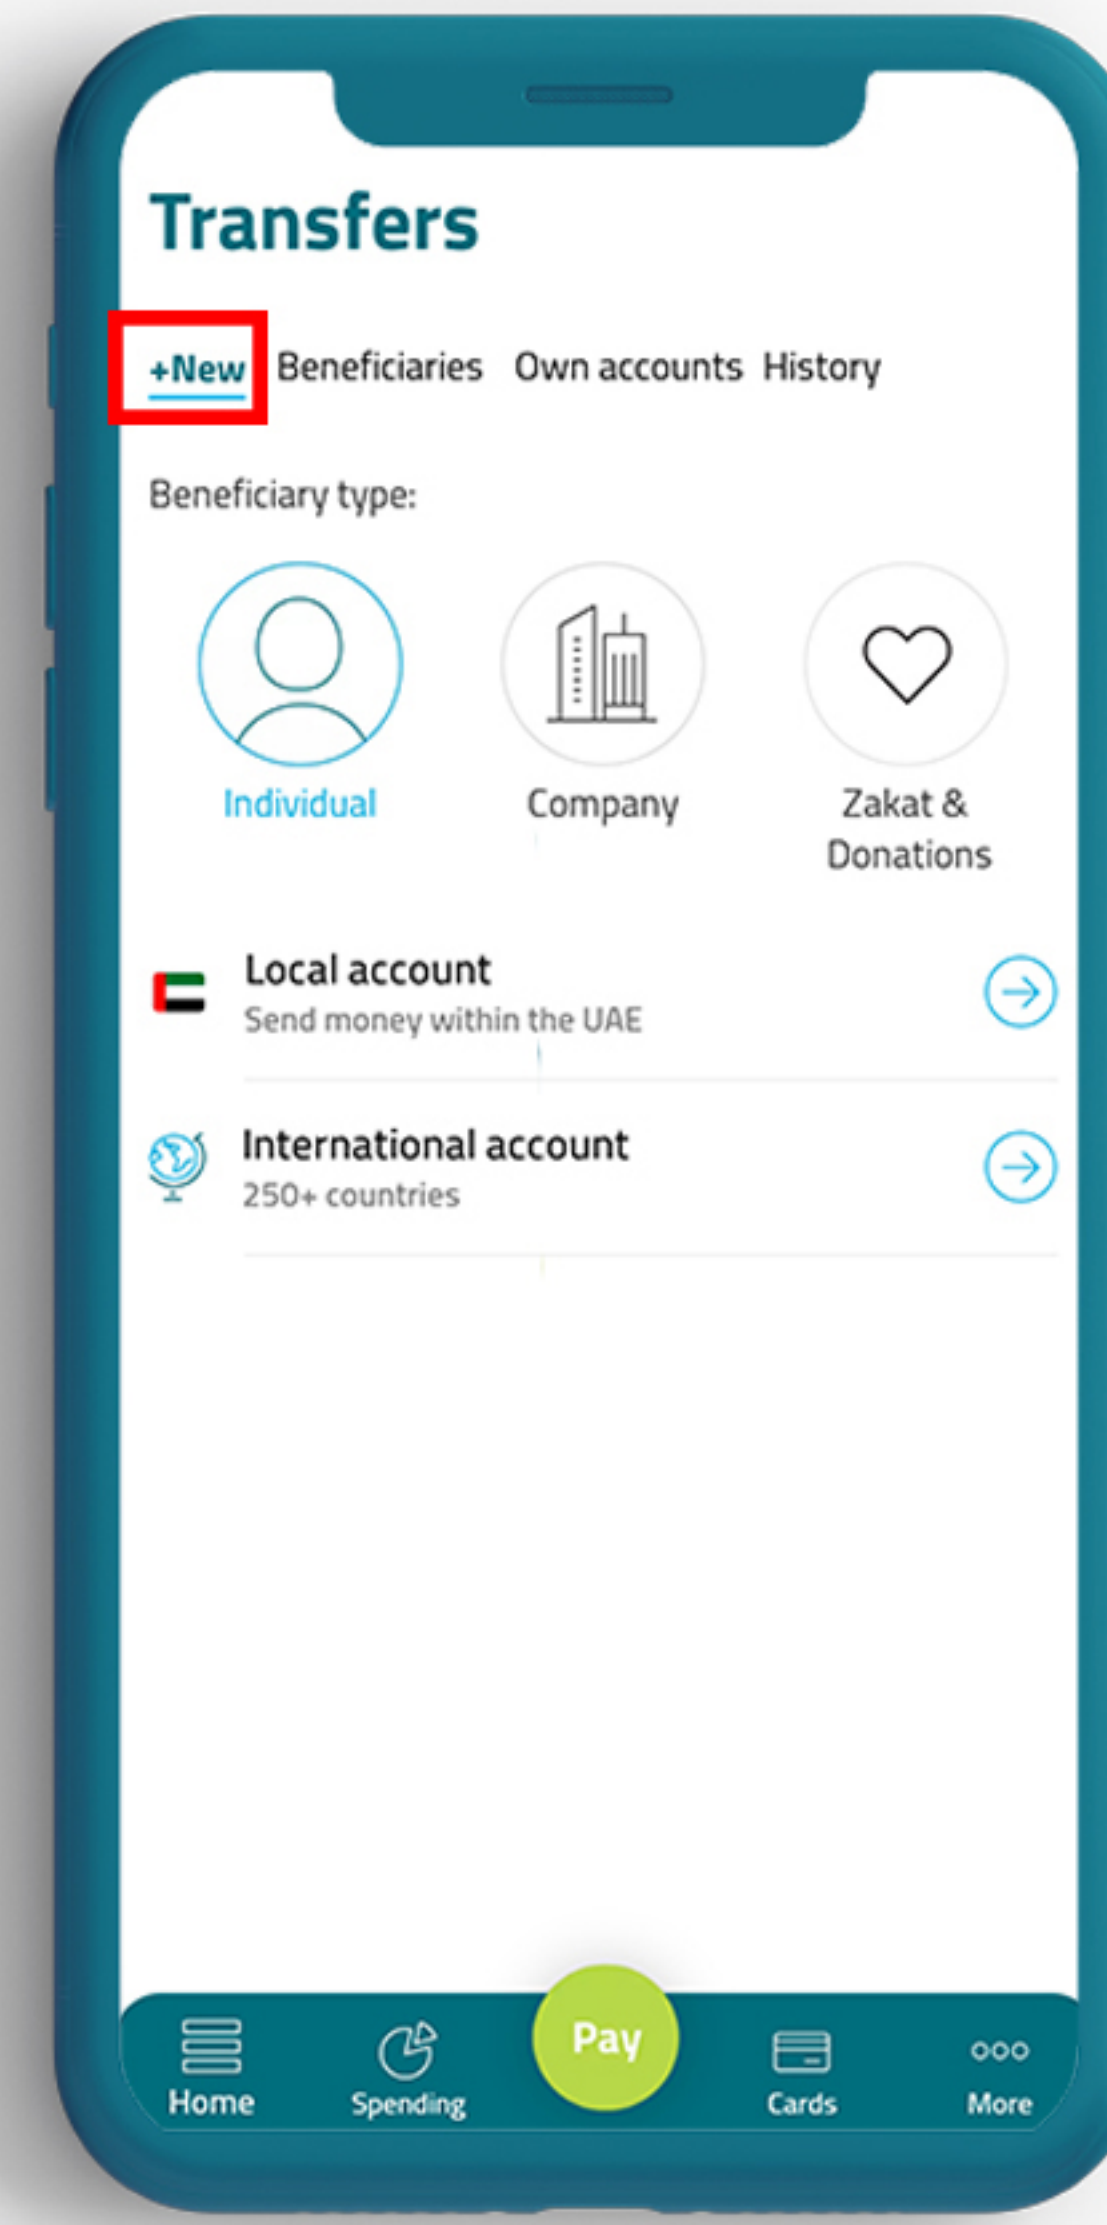 Transfers
+New Beneficiaries Own accounts History
Beneficiary type:
Individual Company Zakat &
Donations
Local account
Send money within the UAE
International account
250+ countries
Pay
Home Spending Cards More